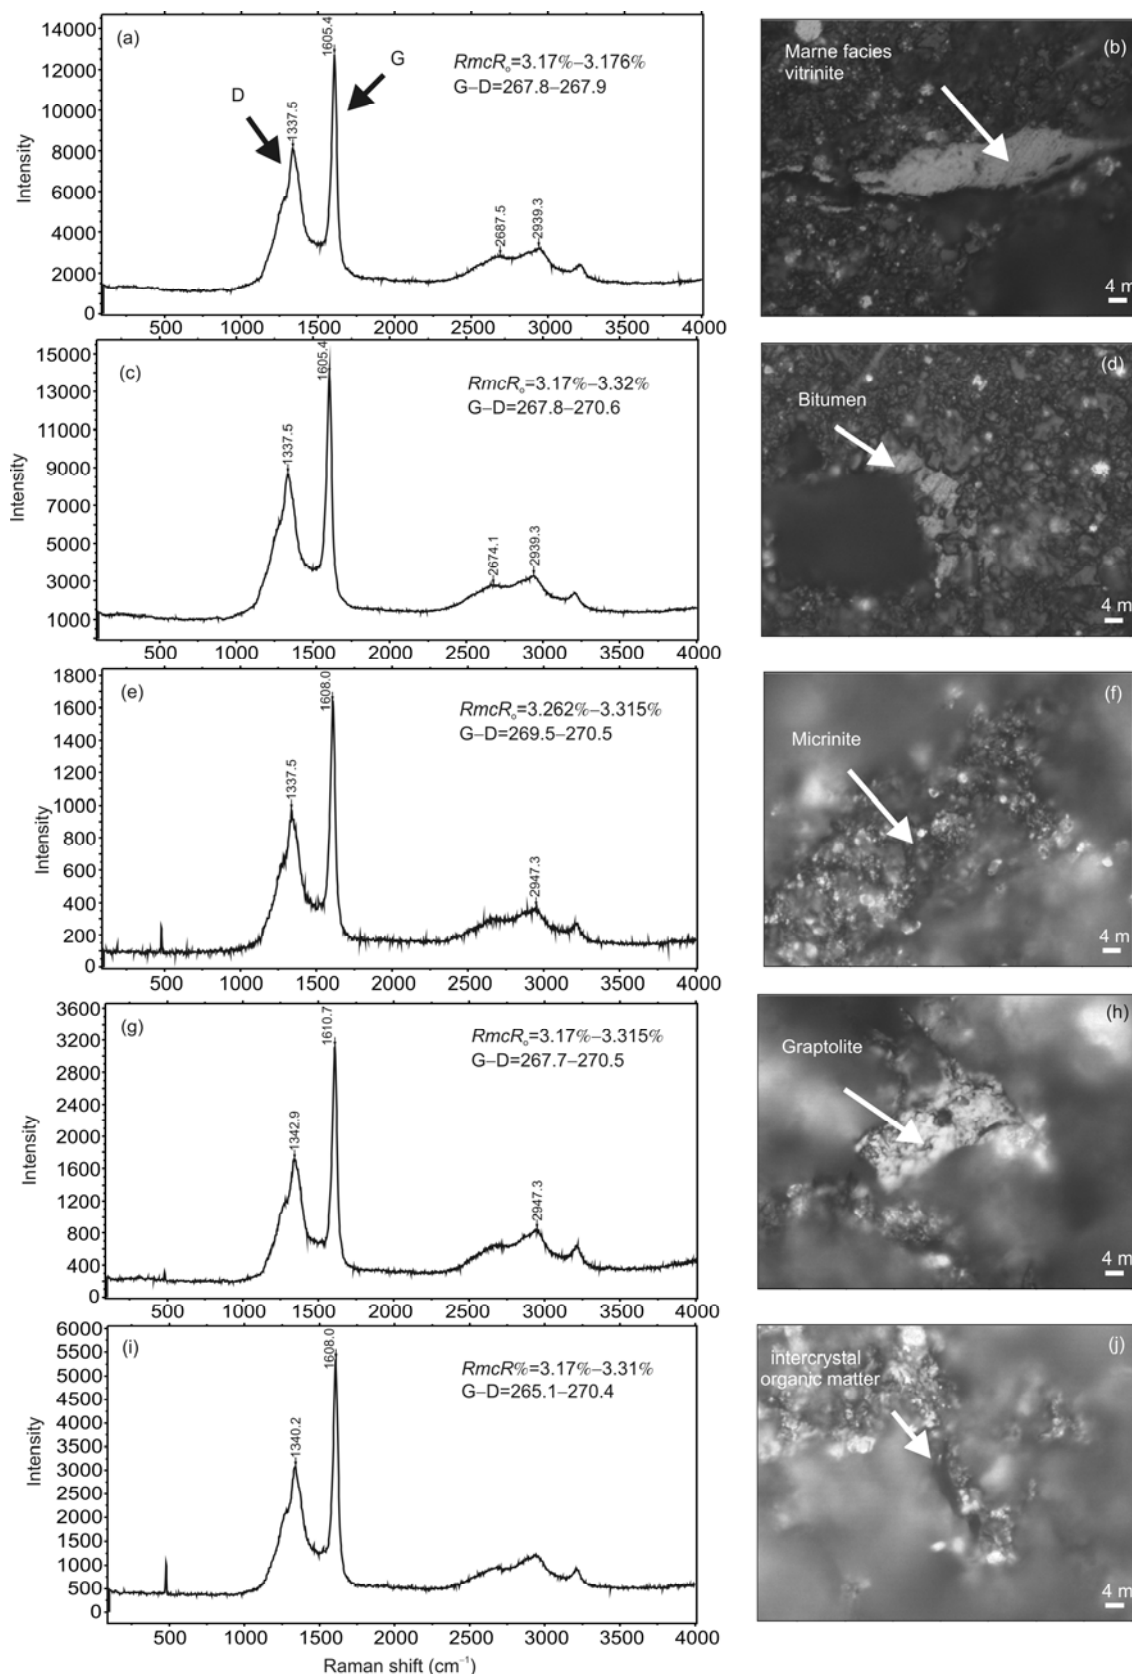 (a)
14000
12000
10000
8000
6000
4000
2000
0
Intensity
D
G
1337.5
1605.4
2687.5
2939.3
RmcRo=3.17%–3.176%
G–D=267.8–267.9
500 1000 1500 2000 2500 3000 3500 4000
(b)
Marne facies
vitrinite
4 m
(c)
15000
13000
11000
9000
7000
5000
3000
1000
Intensity
1337.5
1605.4
2674.1
2939.3
RmcRo=3.17%–3.32%
G–D=267.8–270.6
500 1000 1500 2000 2500 3000 3500 4000
(d)
Bitumen
4 m
(e)
1800
1600
1400
1200
1000
800
600
400
200
0
Intensity
1337.5
1608.0
2947.3
RmcRo=3.262%–3.315%
G–D=269.5–270.5
500 1000 1500 2000 2500 3000 3500 4000
(f)
Micrinite
4 m
(g)
3600
3200
2800
2400
2000
1600
1200
800
400
0
Intensity
1342.9
1610.7
2947.3
RmcRo=3.17%–3.315%
G–D=267.7–270.5
500 1000 1500 2000 2500 3000 3500 4000
(h)
Graptolite
4 m
(i)
6000
5500
5000
4500
4000
3500
3000
2500
2000
1500
1000
500
0
Intensity
1340.2
1608.0
RmcR%=3.17%–3.31%
G–D=265.1–270.4
500 1000 1500 2000 2500 3000 3500 4000
Raman shift (cm⁻¹)
(j)
intercrystal
organic matter
4 m